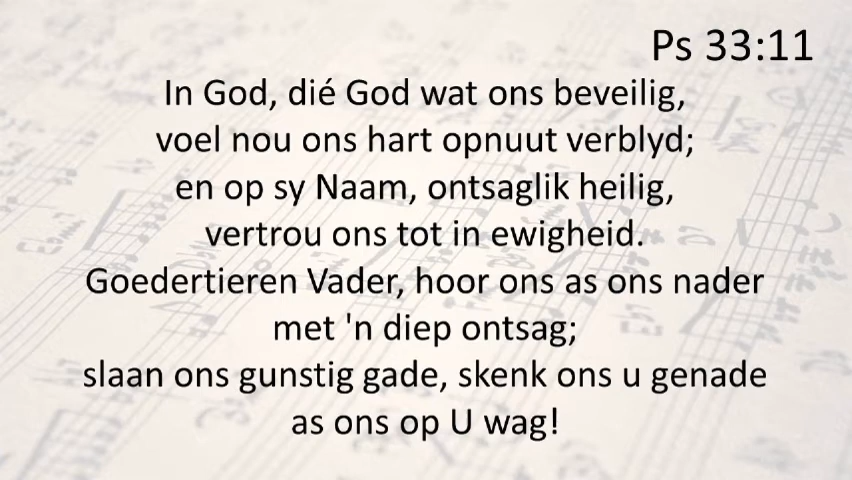 Ps 33:11
In God, dié God wat ons beveilig,
voel nou ons hart opnuut verblyd;
en op sy Naam, ontsaglik heilig,
vertrou ons tot in ewigheid.
Goedertieren Vader, hoor ons as ons nader
met 'n diep ontsag;
slaan ons gunstig gade, skenk ons u genade
as ons op U wag!